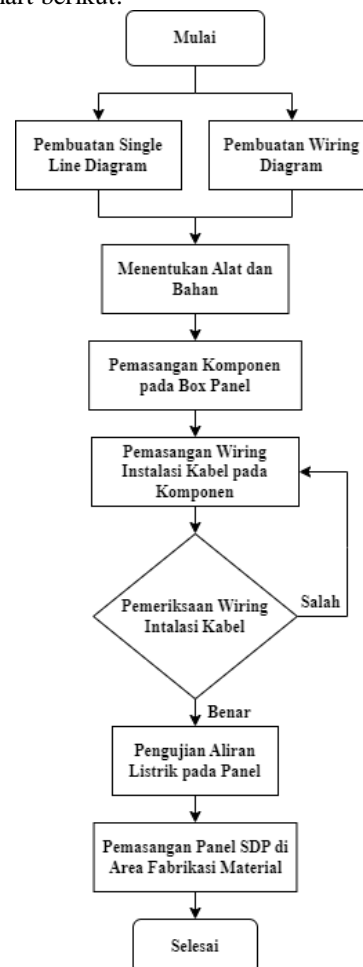 Mulai
Pembuatan Single
Line Diagram
Pembuatan Wiring
Diagram
Menentukan Alat dan
Bahan
Pemasangan Komponen
pada Box Panel
Pemasangan Wiring
Instalasi Kabel pada
Komponen
Pemeriksaan Wiring
Intalasi Kabel
Salah
Benar
Pengujian Aliran
Listrik pada Panel
Pemasangan Panel SDP di
Area Fabrikasi Material
Selesai